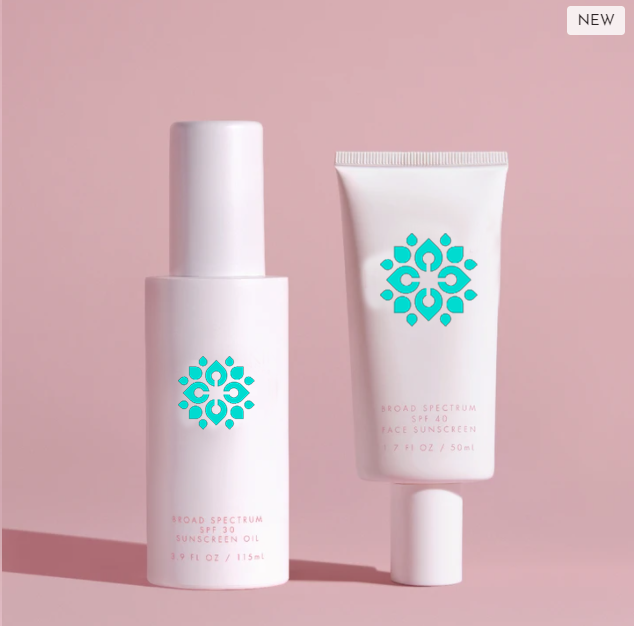 NEW
BROAD SPECTRUM
SPF 40
FACE SUNSCREEN
1.7 fl OZ / 50mL
BROAD SPECTRUM
SPF 30
SUNSCREEN OIL
3.9 FL OZ / 115mL